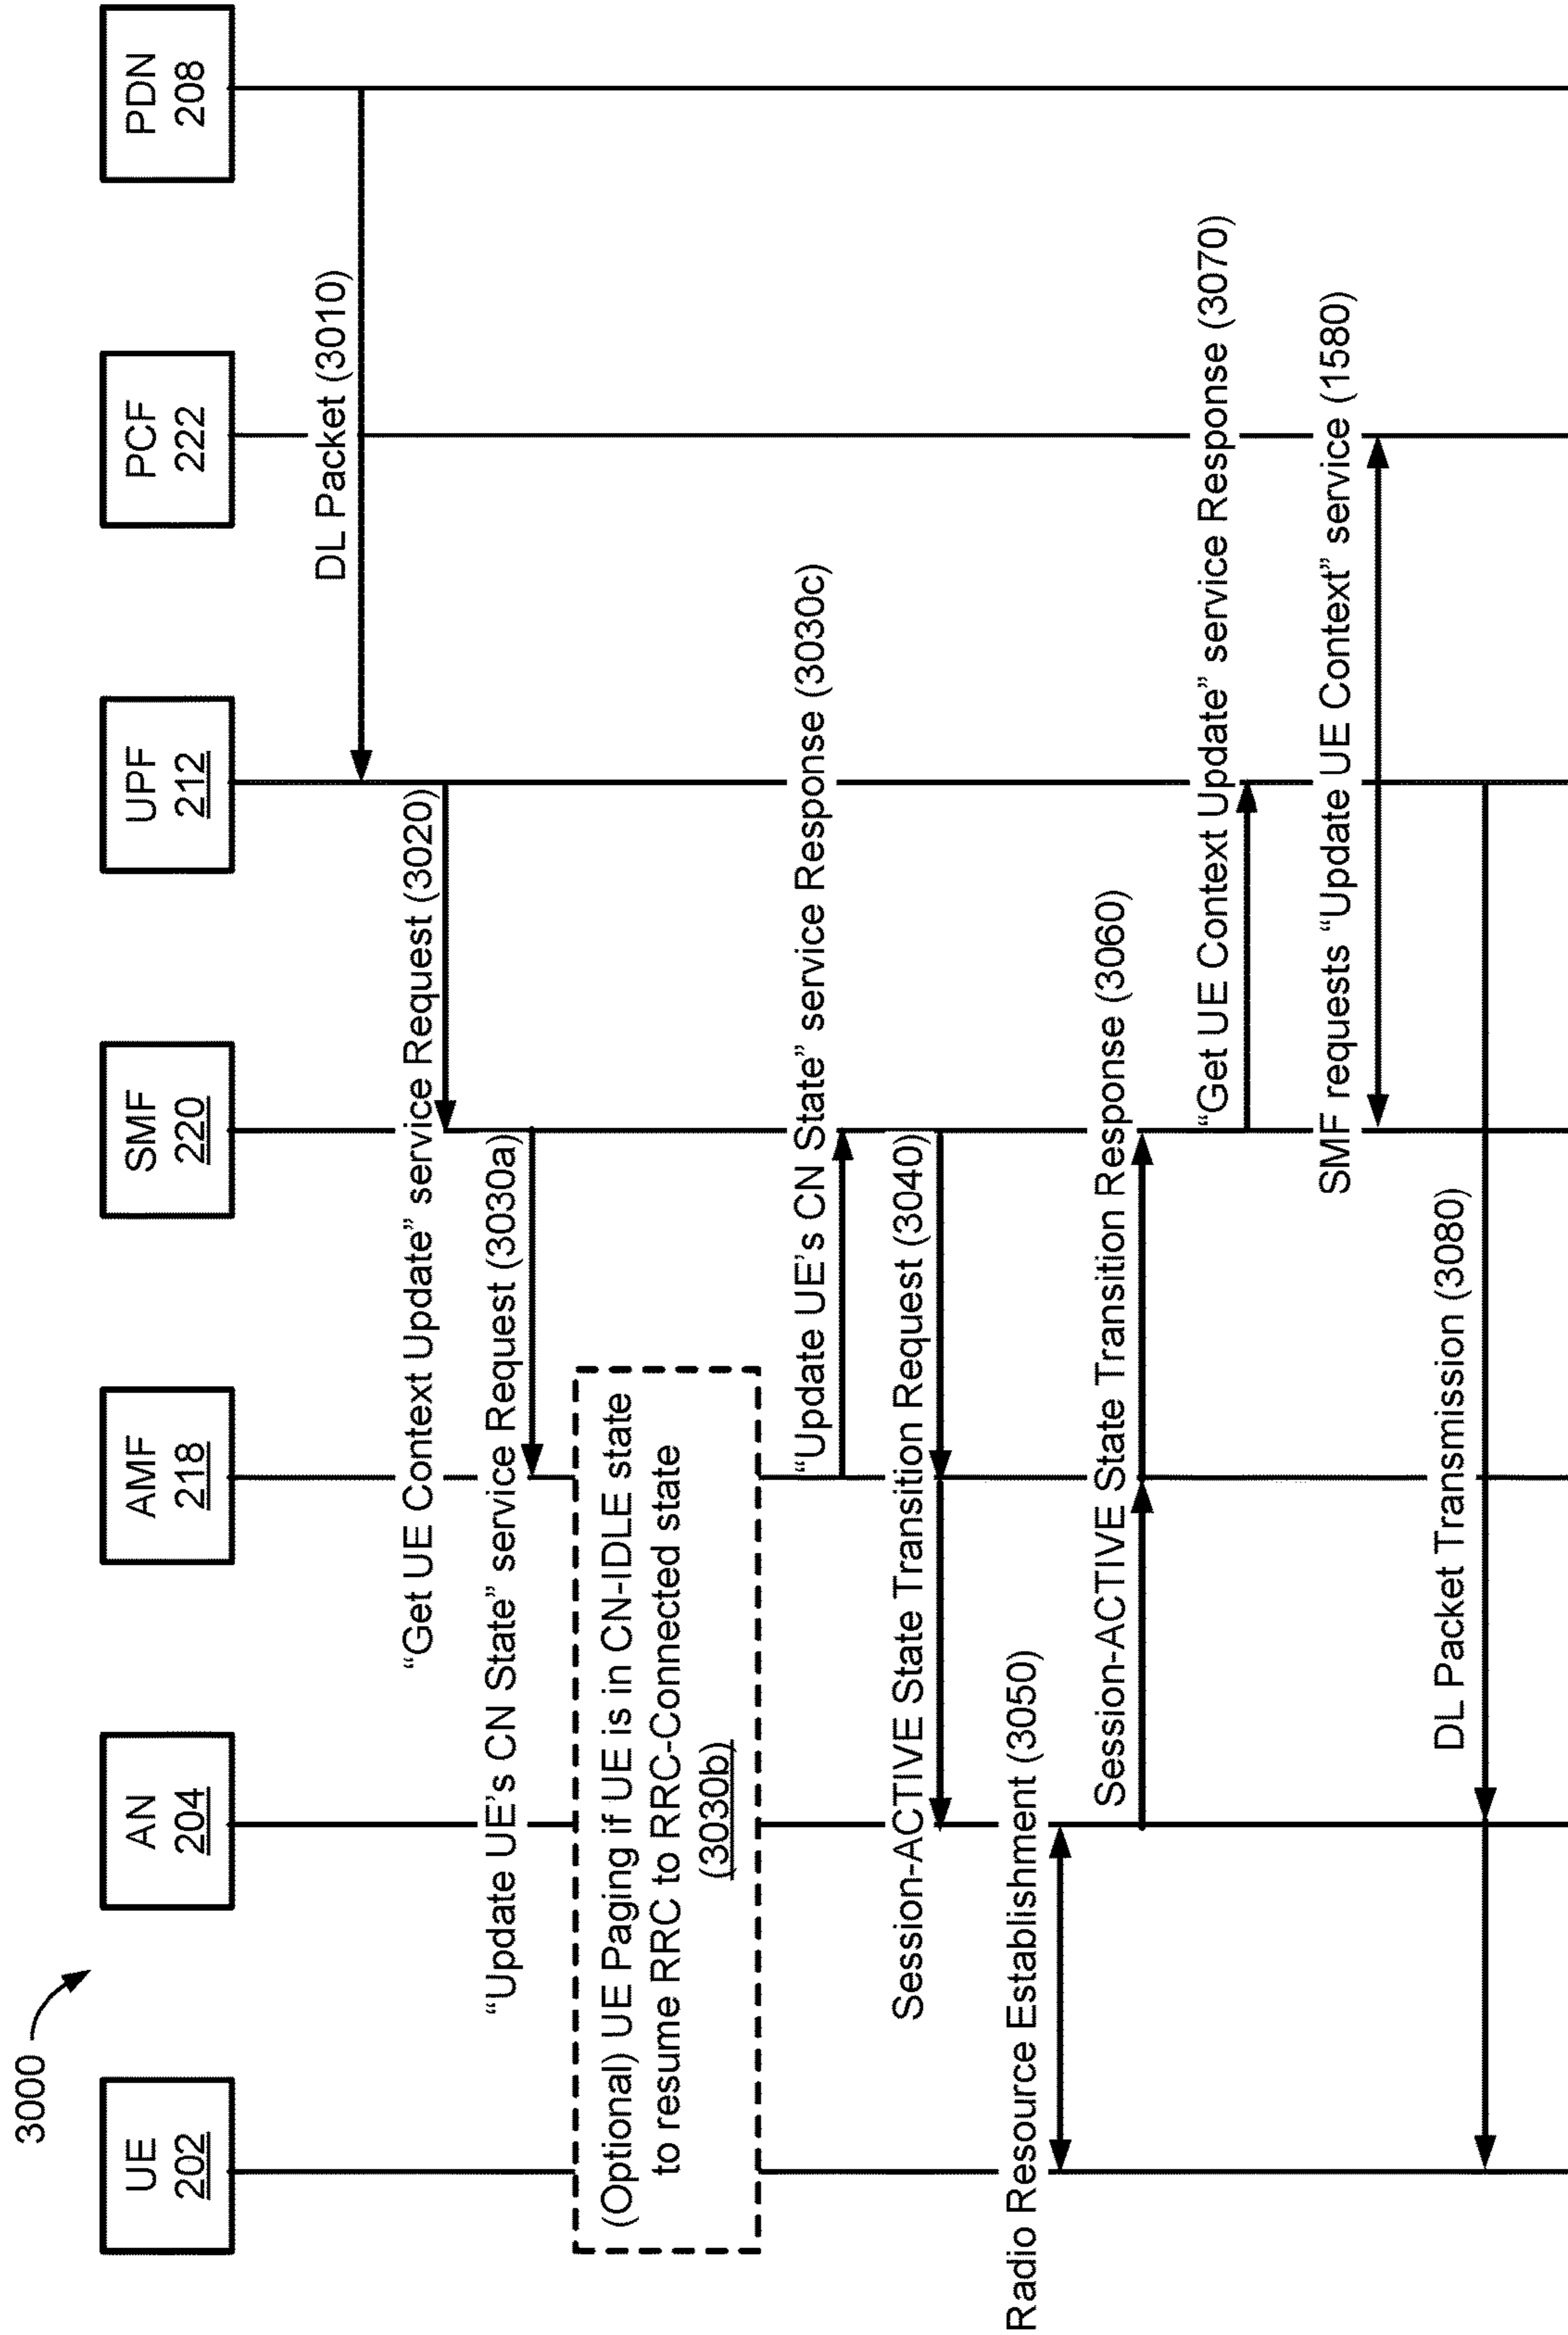 3000
UE
202
AN
204
AMF
218
SMF
220
UPF
212
PCF
222
PDN
208
DL Packet (3010)
“Get UE Context Update” service Request (3020)
“Update UE’s CN State” service Request (3030a)
(Optional) UE Paging if UE is in CN-IDLE state
to resume RRC to RRC-Connected state
(3030b)
“Update UE’s CN State” service Response (3030c)
Session-ACTIVE State Transition Request (3040)
Radio Resource Establishment (3050)
Session-ACTIVE State Transition Response (3060)
“Get UE Context Update” service Response (3070)
SMF requests “Update UE Context” service (1580)
DL Packet Transmission (3080)